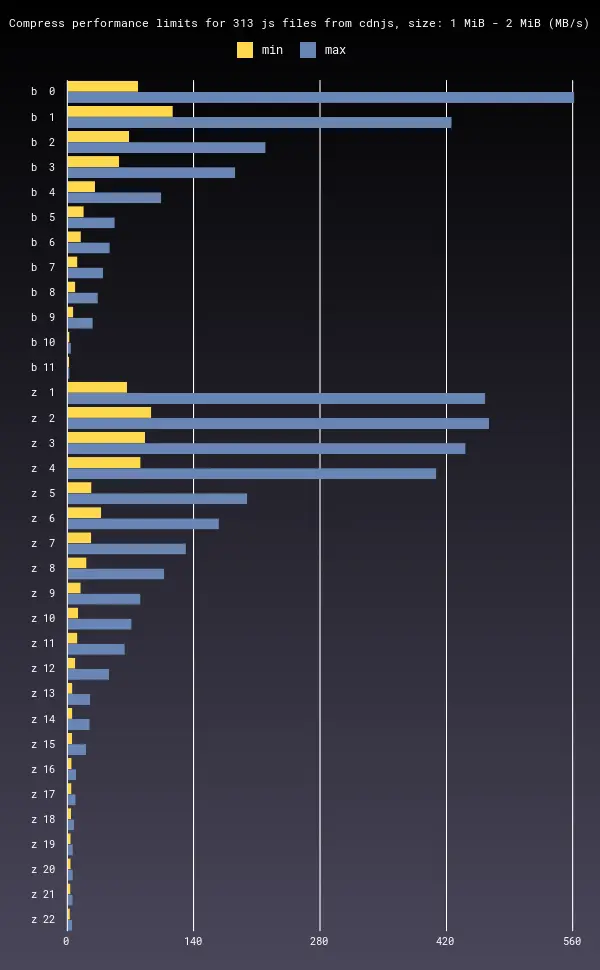 Compress performance limits for 313 js files from cdnjs, size: 1 MiB - 2 MiB (MB/s)
min max
b 0
b 1
b 2
b 3
b 4
b 5
b 6
b 7
b 8
b 9
b 10
b 11
z 1
z 2
z 3
z 4
z 5
z 6
z 7
z 8
z 9
z 10
z 11
z 12
z 13
z 14
z 15
z 16
z 17
z 18
z 19
z 20
z 21
z 22
0 140 280 420 560